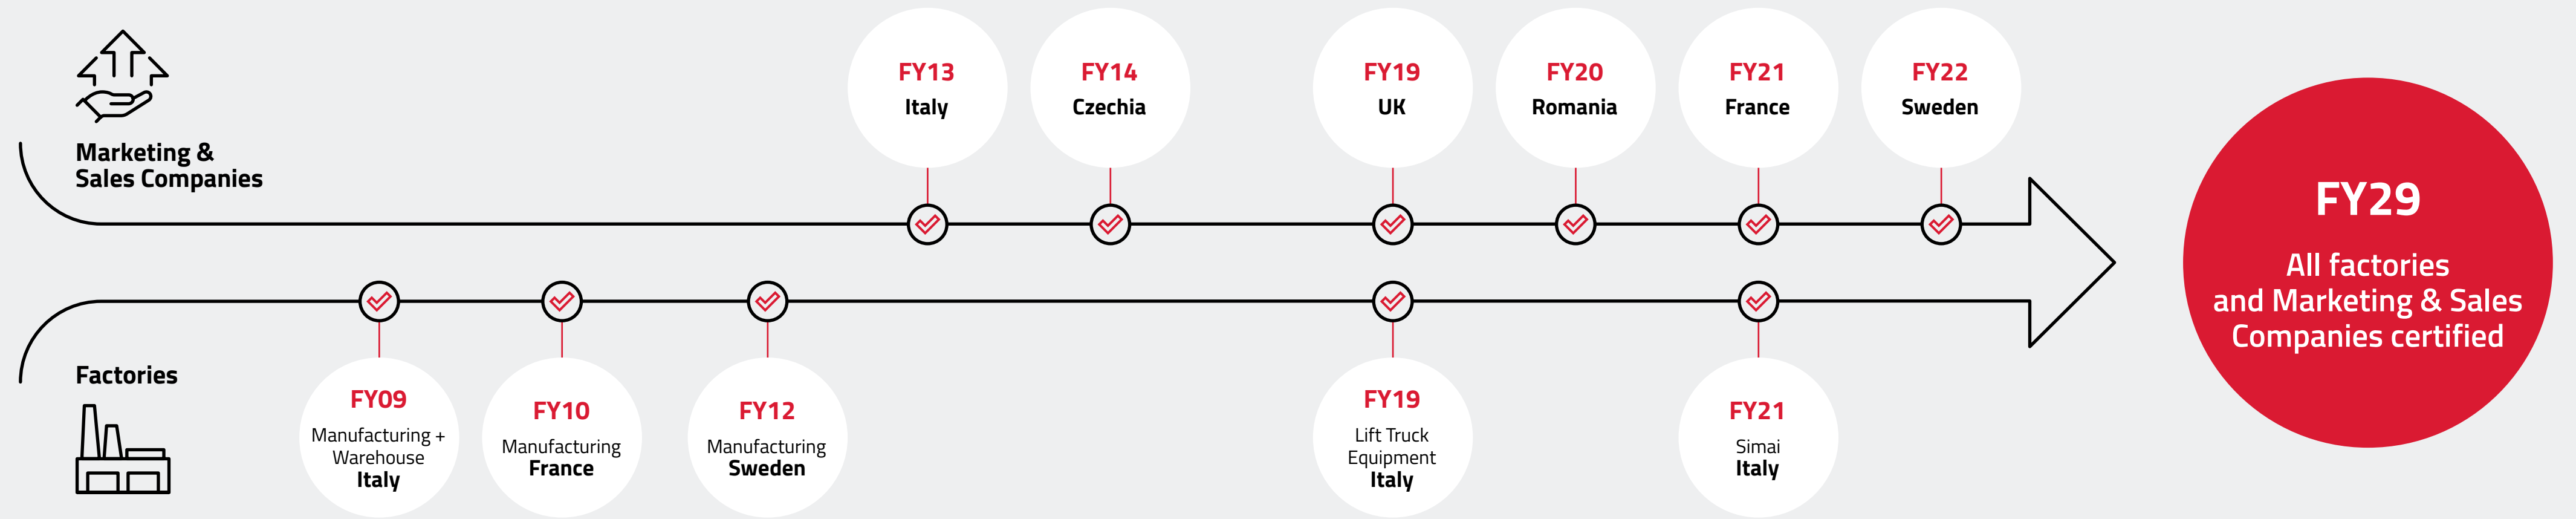 Marketing &
Sales Companies
FY13
Italy
FY14
Czechia
FY19
UK
FY20
Romania
FY21
France
FY22
Sweden
Factories
FY09
Manufacturing +
Warehouse
Italy
FY10
Manufacturing
France
FY12
Manufacturing
Sweden
FY19
Lift Truck
Equipment
Italy
FY21
Simai
Italy
FY29
All factories
and Marketing & Sales
Companies certified